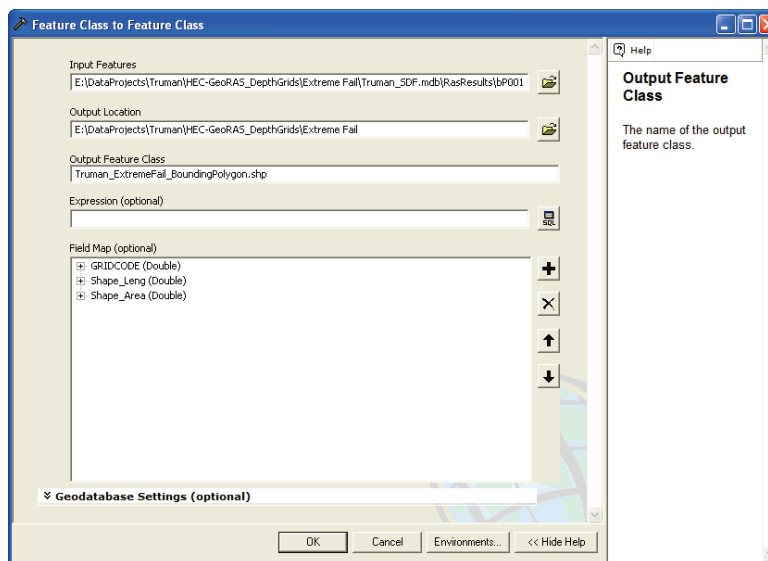 Feature Class to Feature Class
Input Features
E:\DataProjects\Truman\HEC-GeoRAS_DepthGrids\Extreme Fail\Truman_SDF.mdb\RasResults\bP001
Output Location
E:\DataProjects\Truman\HEC-GeoRAS_DepthGrids\Extreme Fail
Output Feature Class
Truman_ExtremeFail_BoundingPolygon.shp
Expression (optional)
SQL
Field Map (optional)
GRIDCODE (Double)
Shape_Leng (Double)
Shape_Area (Double)
Geodatabase Settings (optional)
OK
Cancel
Environments...
<< Hide Help
Help
Output Feature
Class
The name of the output
feature class.